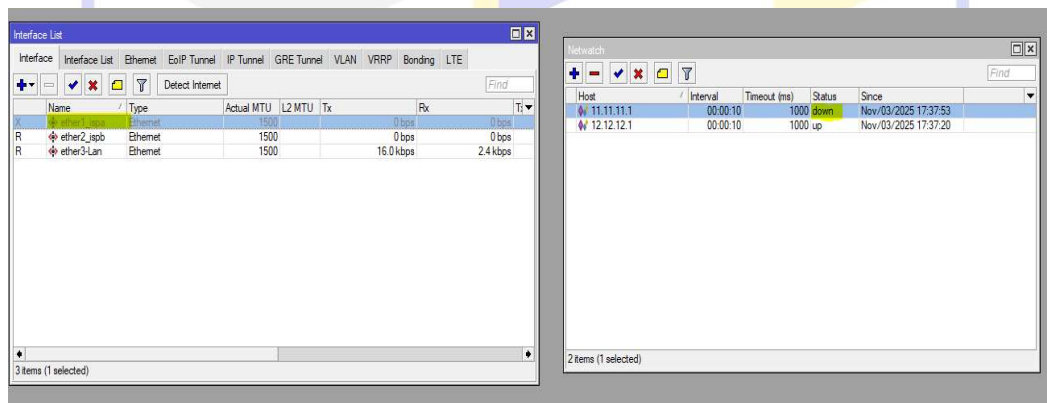 Interface List
Interface Interface List Ethernet EoIP Tunnel IP Tunnel GRE Tunnel VLAN VRRP Bonding LTE
Detect Internet Find
Name / Type Actual MTU L2 MTU Tx Rx
X ether1_ispa Ethernet 1500 0 bps 0 bps
R ether2_ispb Ethernet 1500 0 bps 0 bps
R ether3-Lan Ethernet 1500 16.0 kbps 2.4 kbps
3 items (1 selected)
Netwatch
Find
Host / Interval Timeout (ms) Status Since
11.11.11.1 00:00:10 1000 down Nov/03/2025 17:37:53
12.12.12.1 00:00:10 1000 up Nov/03/2025 17:37:20
2 items (1 selected)